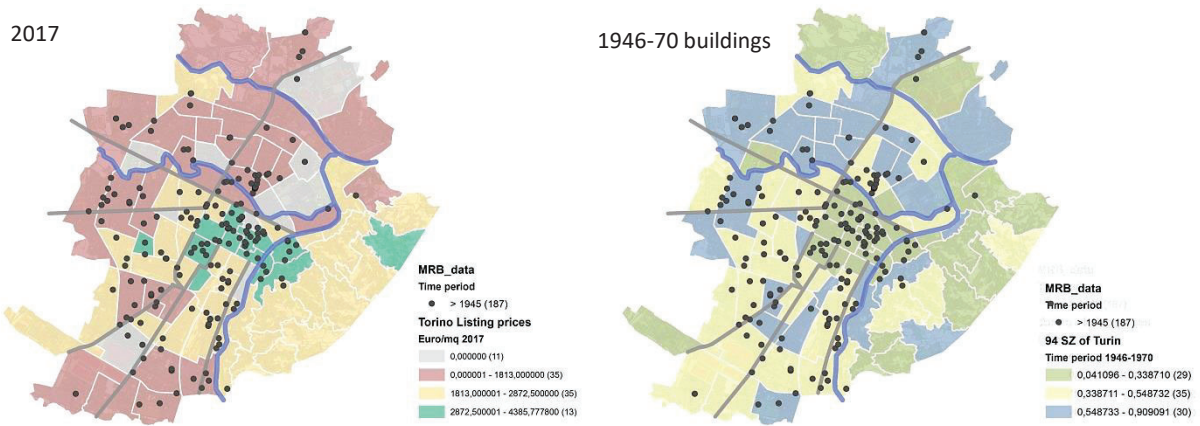 2017
MRB_data
Time period
> 1945 (187)
Torino Listing prices
Euro/mq 2017
0,000000 (11)
0,000001 - 1813,000000 (35)
1813,000001 - 2872,500000 (35)
2872,500001 - 4385,777800 (13)
1946-70 buildings
MRB_data
Time period
> 1945 (187)
94 SZ of Turin
Time period 1946-1970
0,041096 - 0,338710 (29)
0,338711 - 0,548732 (35)
0,548733 - 0,909091 (30)